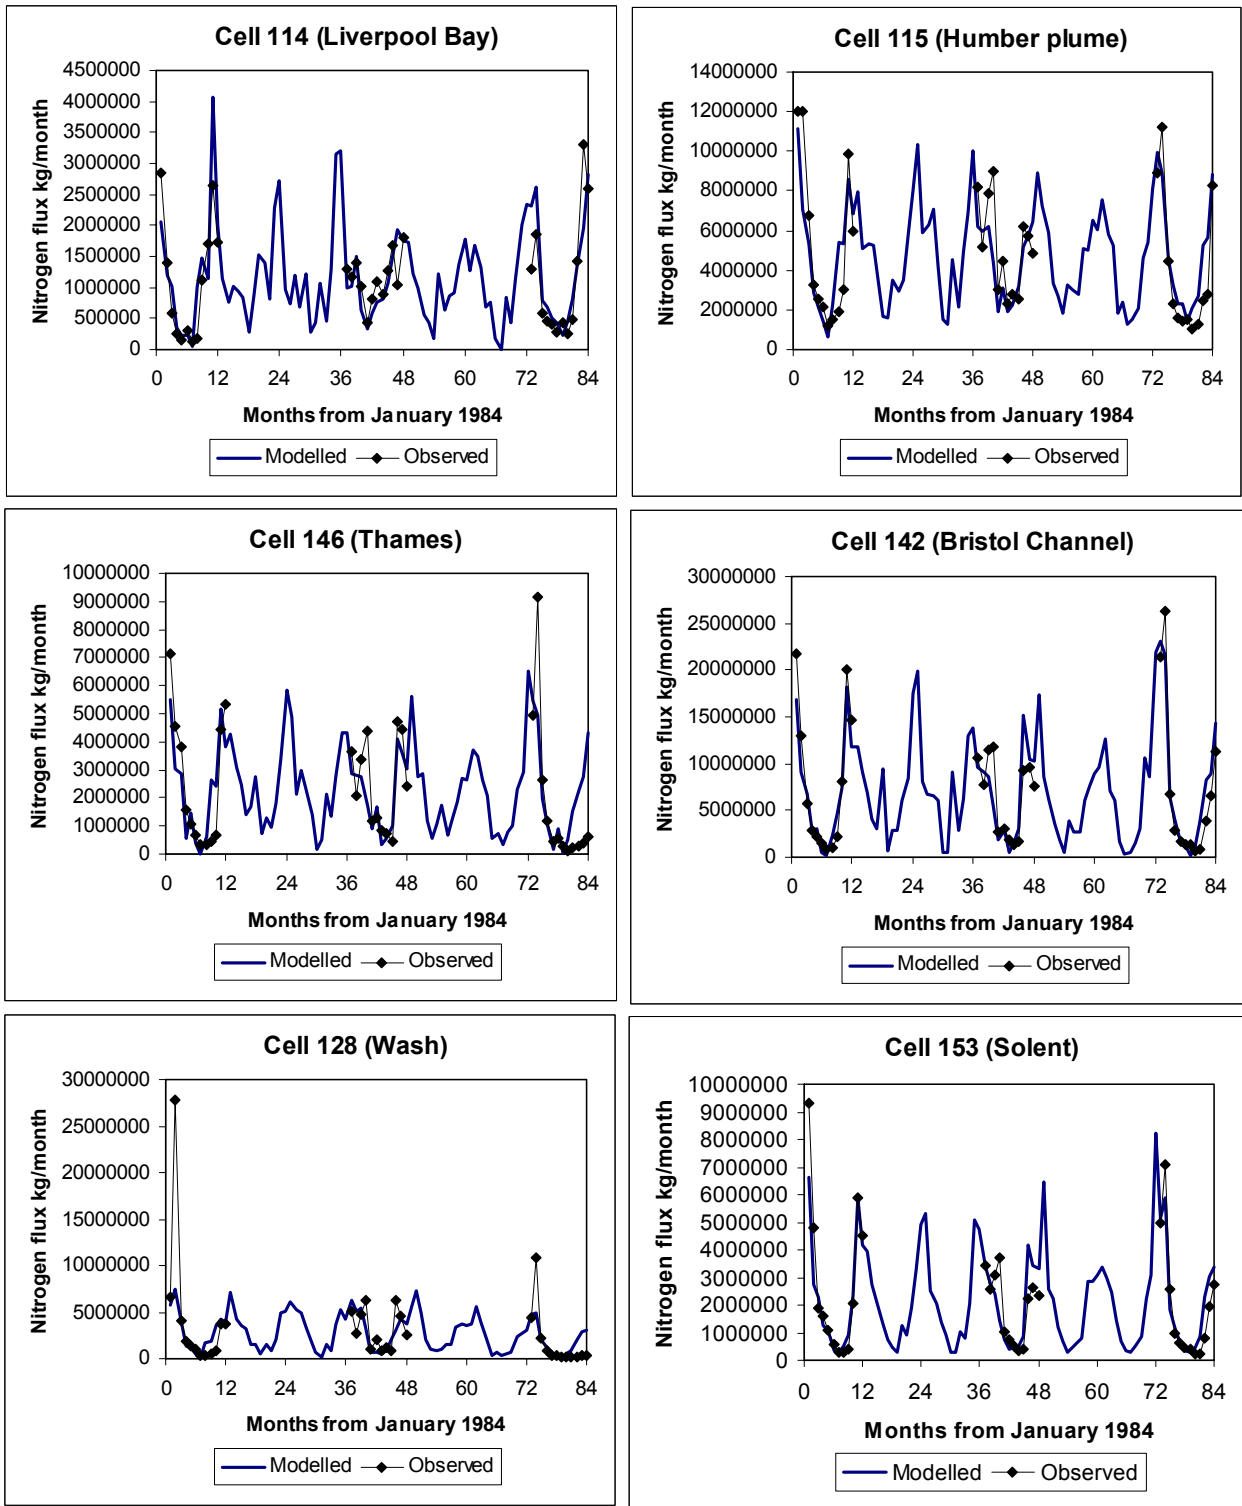 Cell 114 (Liverpool Bay)
Nitrogen flux kg/month
4500000
4000000
3500000
3000000
2500000
2000000
1500000
1000000
500000
0
0 12 24 36 48 60 72 84
Months from January 1984
Modelled Observed
Cell 115 (Humber plume)
Nitrogen flux kg/month
14000000
12000000
10000000
8000000
6000000
4000000
2000000
0
0 12 24 36 48 60 72 84
Months from January 1984
Modelled Observed
Cell 146 (Thames)
Nitrogen flux kg/month
10000000
9000000
8000000
7000000
6000000
5000000
4000000
3000000
2000000
1000000
0
0 12 24 36 48 60 72 84
Months from January 1984
Modelled Observed
Cell 142 (Bristol Channel)
Nitrogen flux kg/month
30000000
25000000
20000000
15000000
10000000
5000000
0
0 12 24 36 48 60 72 84
Months from January 1984
Modelled Observed
Cell 128 (Wash)
Nitrogen flux kg/month
30000000
25000000
20000000
15000000
10000000
5000000
0
0 12 24 36 48 60 72 84
Months from January 1984
Modelled Observed
Cell 153 (Solent)
Nitrogen flux kg/month
10000000
9000000
8000000
7000000
6000000
5000000
4000000
3000000
2000000
1000000
0
0 12 24 36 48 60 72 84
Months from January 1984
Modelled Observed